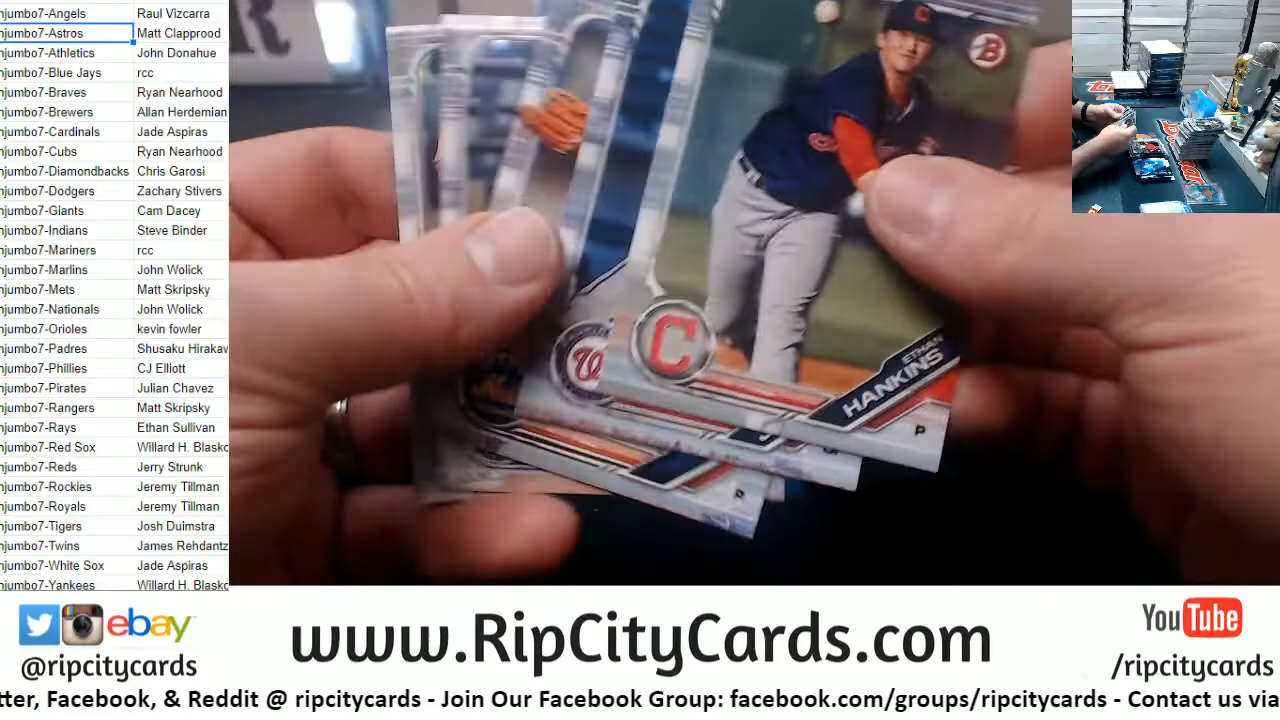 njumbo7-Angels Raul Vizcarra
njumbo7-Astros Matt Clapprood
njumbo7-Athletics John Donahue
njumbo7-Blue Jays rcc
njumbo7-Braves Ryan Nearhood
njumbo7-Brewers Allan Herdemian
njumbo7-Cardinals Jade Aspiras
njumbo7-Cubs Ryan Nearhood
njumbo7-Diamondbacks Chris Garosi
njumbo7-Dodgers Zachary Stivers
njumbo7-Giants Cam Dacey
njumbo7-Indians Steve Binder
njumbo7-Mariners rcc
njumbo7-Marlins John Wolick
njumbo7-Mets Matt Skripsky
njumbo7-Nationals John Wolick
njumbo7-Orioles kevin fowler
njumbo7-Padres Shusaku Hirakaw
njumbo7-Phillies CJ Elliott
njumbo7-Pirates Julian Chavez
njumbo7-Rangers Matt Skripsky
njumbo7-Rays Ethan Sullivan
njumbo7-Red Sox Willard H. Blasko
njumbo7-Reds Jerry Strunk
njumbo7-Rockies Jeremy Tillman
njumbo7-Royals Jeremy Tillman
njumbo7-Tigers Josh Duimstra
njumbo7-Twins James Rehdantz
njumbo7-White Sox Jade Aspiras
njumbo7-Yankees Willard H. Blasko
C
B
W
C
ETHAN
HANKINS
P
ebay
@ripcitycards
www.RipCityCards.com
YouTube
/ripcitycards
tter, Facebook, & Reddit @ ripcitycards - Join Our Facebook Group: facebook.com/groups/ripcitycards - Contact us via